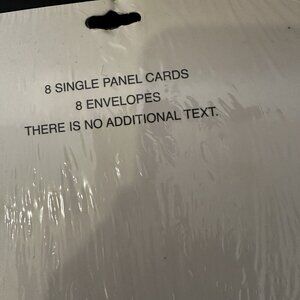 8 SINGLE PANEL CARDS
8 ENVELOPES
THERE IS NO ADDITIONAL TEXT.